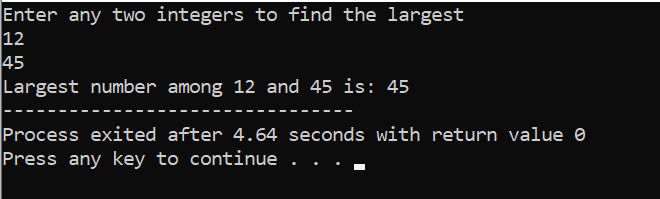 Enter any two integers to find the largest
12
45
Largest number among 12 and 45 is: 45
--------------------------------
Process exited after 4.64 seconds with return value 0
Press any key to continue . . .